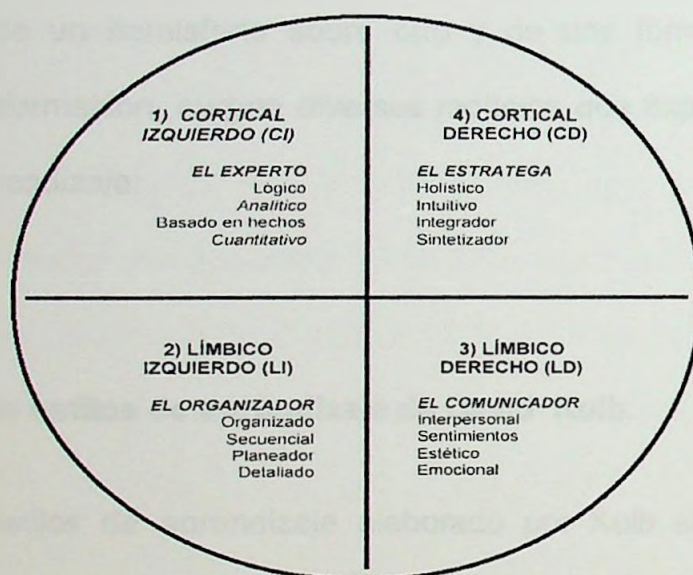 1) CORTICAL
IZQUIERDO (CI)
EL EXPERTO
Lógico
Analítico
Basado en hechos
Cuantitativo
4) CORTICAL
DERECHO (CD)
EL ESTRATEGA
Holístico
Intuitivo
Integrador
Sintetizador
2) LÍMBICO
IZQUIERDO (LI)
EL ORGANIZADOR
Organizado
Secuencial
Planeador
Detallado
3) LÍMBICO
DERECHO (LD)
EL COMUNICADOR
Interpersonal
Sentimientos
Estético
Emocional